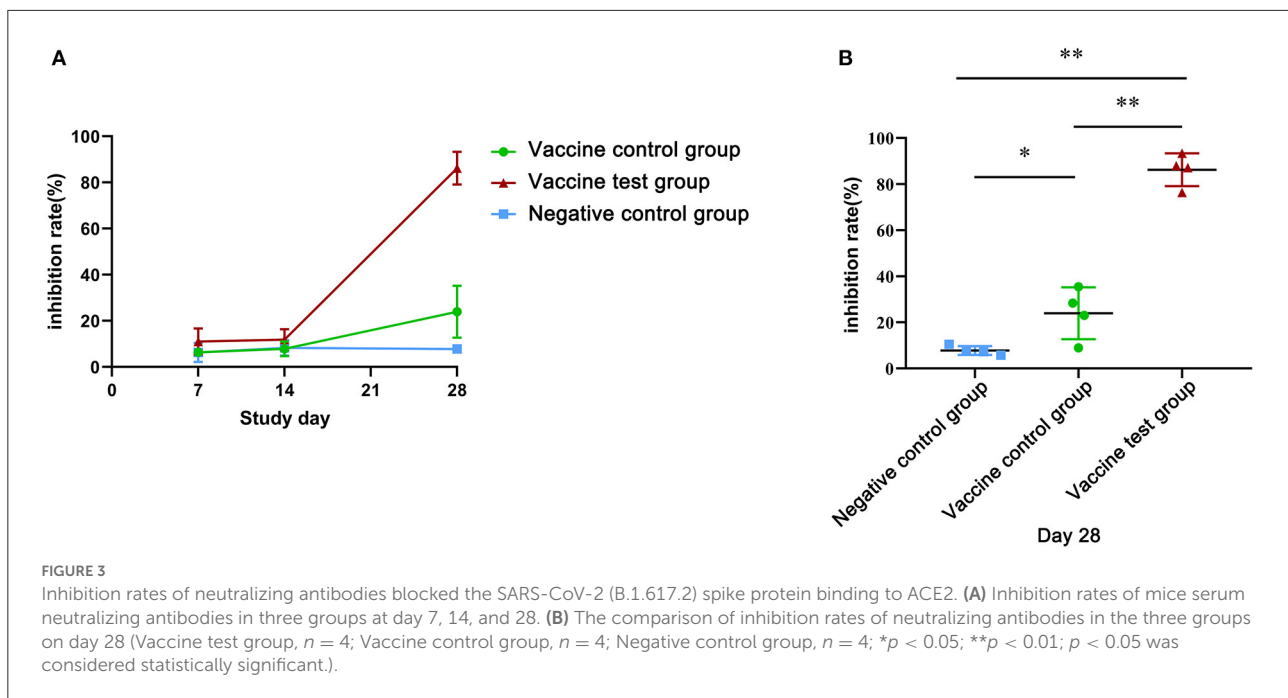 A
inhibition rate(%)
100
80
60
40
20
0
0 7 14 21 28
Study day
Vaccine control group
Vaccine test group
Negative control group
B
**
**
*
inhibition rate(%)
100
80
60
40
20
0
Negative control group
Vaccine control group
Vaccine test group
Day 28
FIGURE 3
Inhibition rates of neutralizing antibodies blocked the SARS-CoV-2 (B.1.617.2) spike protein binding to ACE2. (A) Inhibition rates of mice serum
neutralizing antibodies in three groups at day 7, 14, and 28. (B) The comparison of inhibition rates of neutralizing antibodies in the three groups
on day 28 (Vaccine test group, n = 4; Vaccine control group, n = 4; Negative control group, n = 4; *p < 0.05; **p < 0.01; p < 0.05 was
considered statistically significant.).